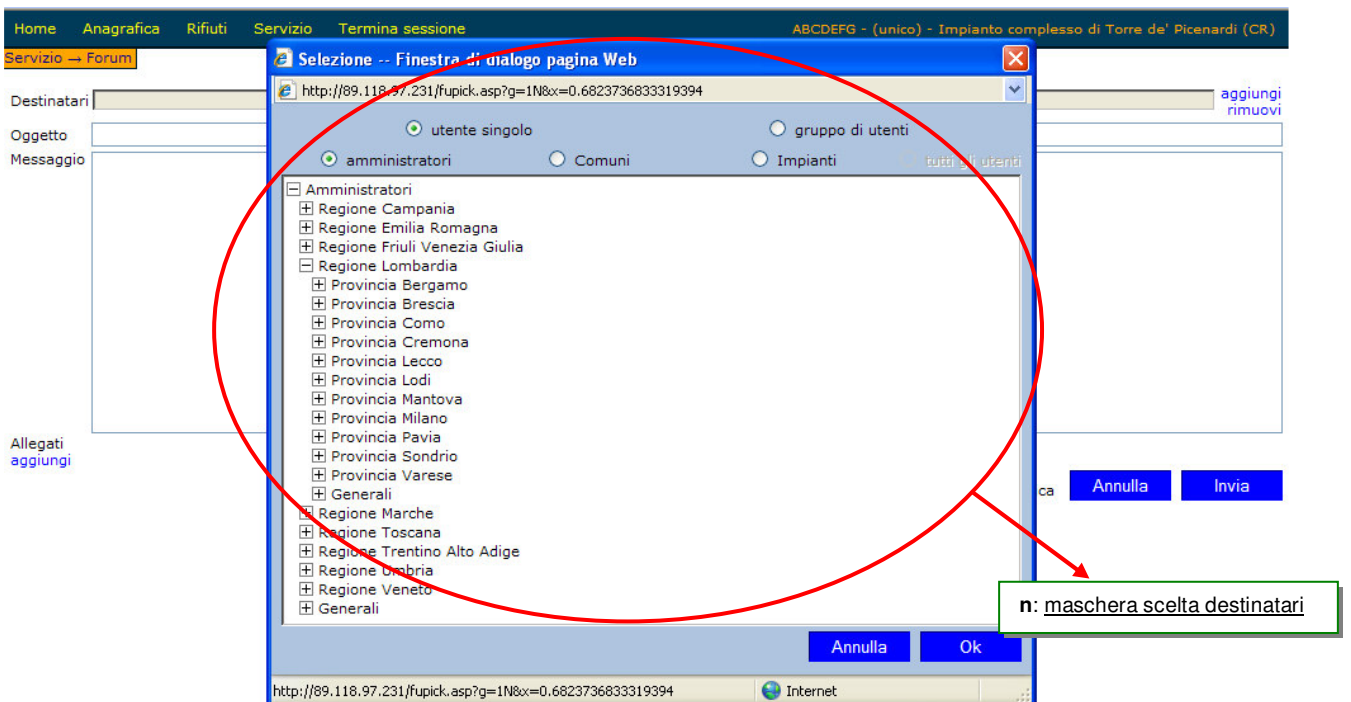 Home Anagrafica Rifiuti Servizio Termina sessione ABCDEFG - (unico) - Impianto complesso di Torre de' Picenardi (CR)
Servizio → Forum
Selezione -- Finestra di dialogo pagina Web
http://89.118.97.231/fupick.asp?g=1N&x=0.6823736833319394
Destinatari aggiungi
rimuovi
utente singolo gruppo di utenti
Oggetto
Messaggio
amministratori Comuni Impianti tutti gli utenti
Amministratori
Regione Campania
Regione Emilia Romagna
Regione Friuli Venezia Giulia
Regione Lombardia
Provincia Bergamo
Provincia Brescia
Provincia Como
Provincia Cremona
Provincia Lecco
Provincia Lodi
Provincia Mantova
Provincia Milano
Provincia Pavia
Provincia Sondrio
Provincia Varese
Generali
Regione Marche
Regione Toscana
Regione Trentino Alto Adige
Regione Umbria
Regione Veneto
Generali
Allegati
aggiungi
ca Annulla Invia
n: maschera scelta destinatari
Annulla Ok
http://89.118.97.231/fupick.asp?g=1N&x=0.6823736833319394 Internet